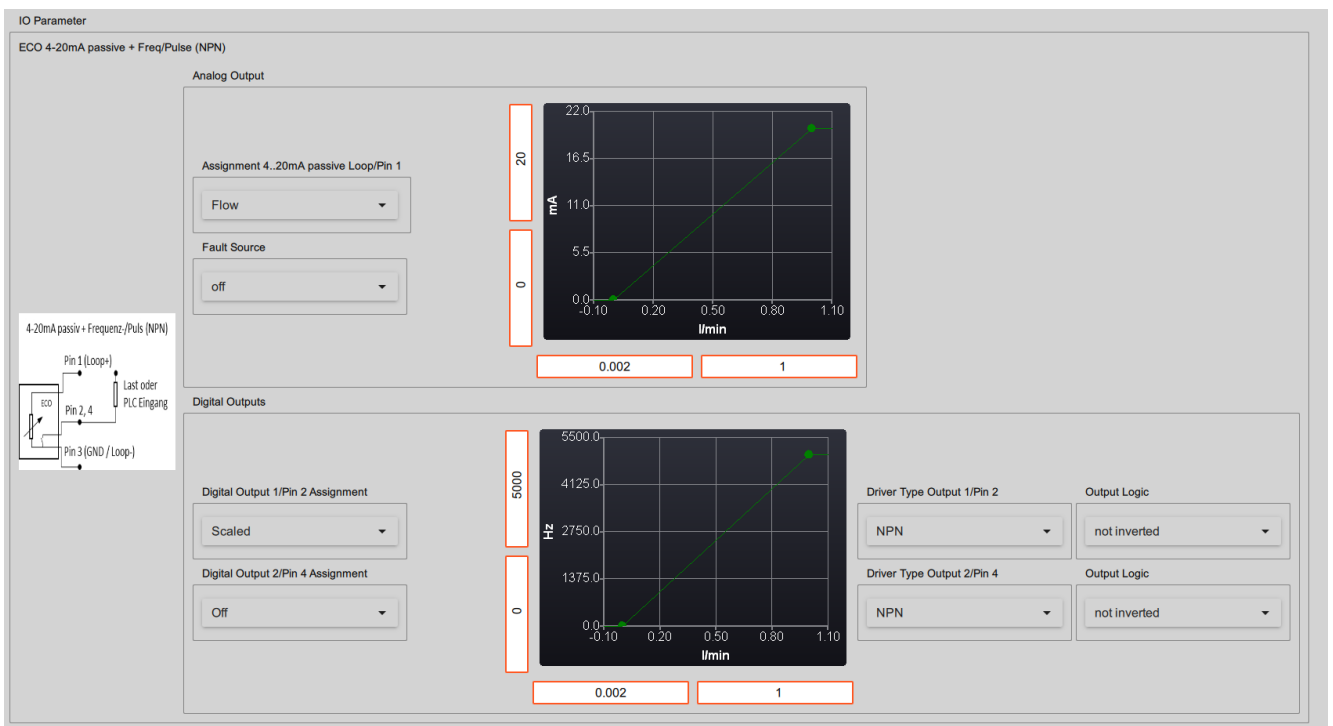 IO Parameter
ECO 4-20mA passive + Freq/Pulse (NPN)
4-20mA passiv + Frequenz-/Puls (NPN)
Pin 1 (Loop+)
Last oder
PLC Eingang
ECO
Pin 2, 4
Pin 3 (GND / Loop-)
Analog Output
Assignment 4..20mA passive Loop/Pin 1
Flow
Fault Source
off
20
0
mA
22.0
16.5
11.0
5.5
0.0
-0.10 0.20 0.50 0.80 1.10
l/min
0.002 1
Digital Outputs
Digital Output 1/Pin 2 Assignment
Scaled
Digital Output 2/Pin 4 Assignment
Off
5000
0
Hz
5500.0
4125.0
2750.0
1375.0
0.0
-0.10 0.20 0.50 0.80 1.10
l/min
0.002 1
Driver Type Output 1/Pin 2 Output Logic
NPN not inverted
Driver Type Output 2/Pin 4 Output Logic
NPN not inverted